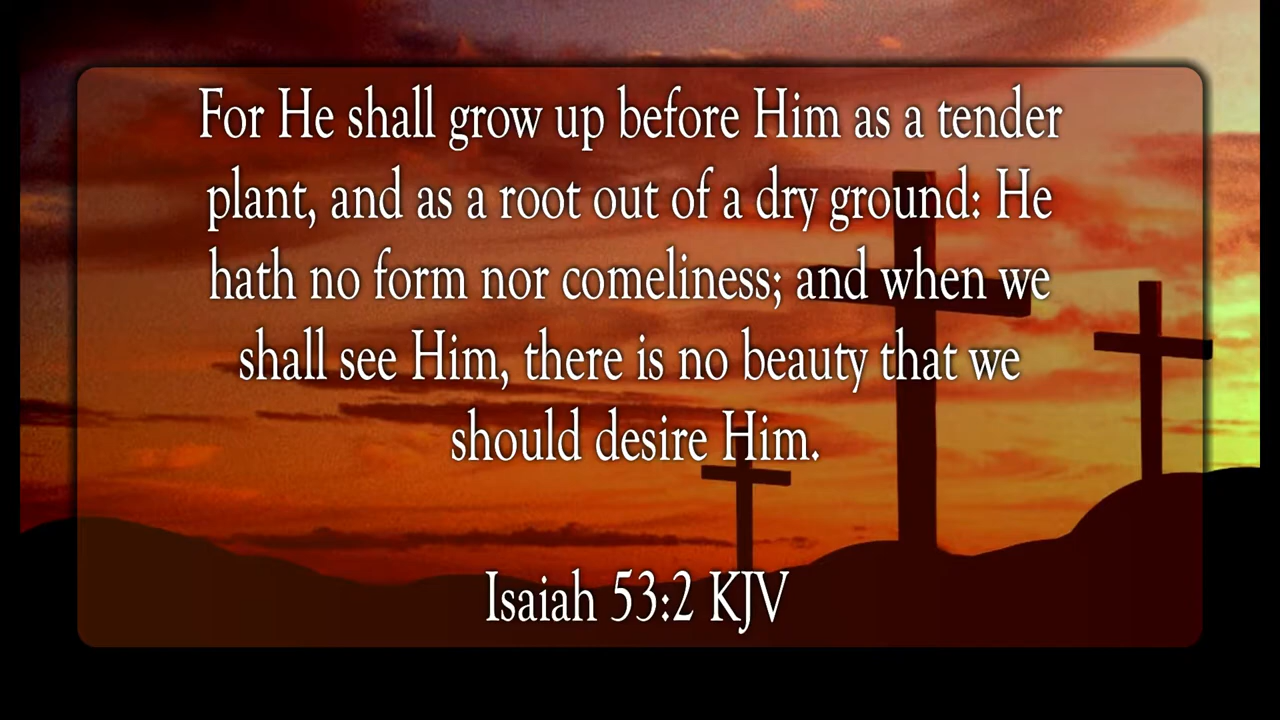 For He shall grow up before Him as a tender
plant, and as a root out of a dry ground: He
hath no form nor comeliness; and when we
shall see Him, there is no beauty that we
should desire Him.
Isaiah 53:2 KJV